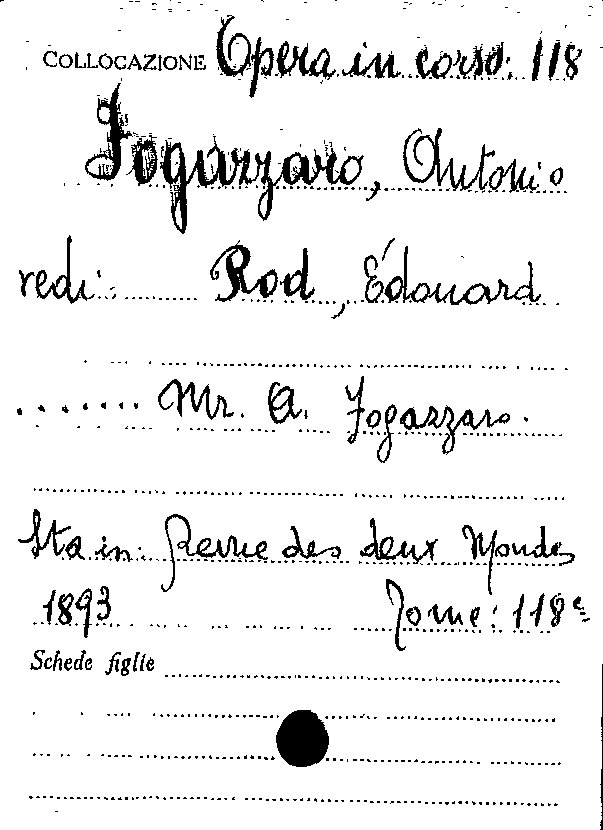 COLLOCAZIONE Opera in corso: 118
Fogazzaro, Antonio
vedi: Rod, Édouard
....... Mr. A. Fogazzaro.
Sta in: Revue des deux Mondes
1893 Tome: 118e
Schede figlie